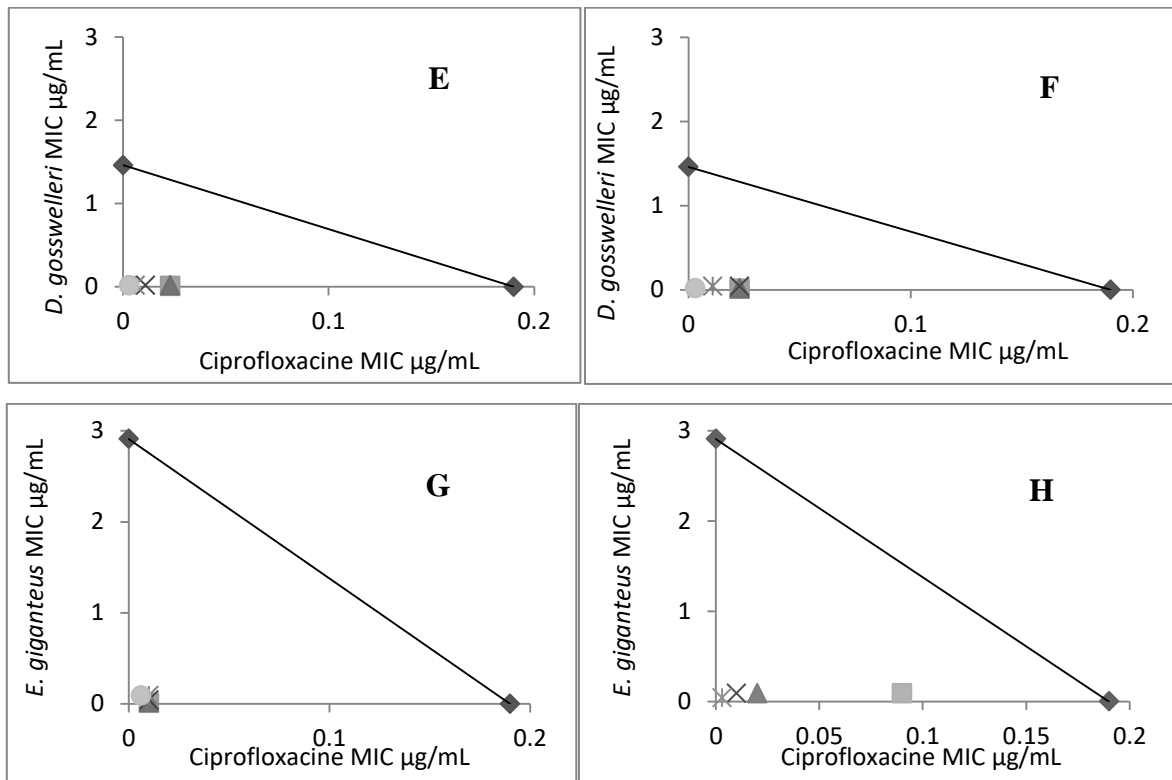 3
2
1
0
0
0.1
0.2
D. gosswelleri MIC µg/mL
Ciprofloxacine MIC µg/mL
E
3
2
1
0
0
0.1
0.2
D. gosswelleri MIC µg/mL
Ciprofloxacine MIC µg/mL
F
3
2
1
0
0
0.1
0.2
E. giganteus MIC µg/mL
Ciprofloxacine MIC µg/mL
G
3
2
1
0
0
0.05
0.1
0.15
0.2
E. giganteus MIC µg/mL
Ciprofloxacine MIC µg/mL
H